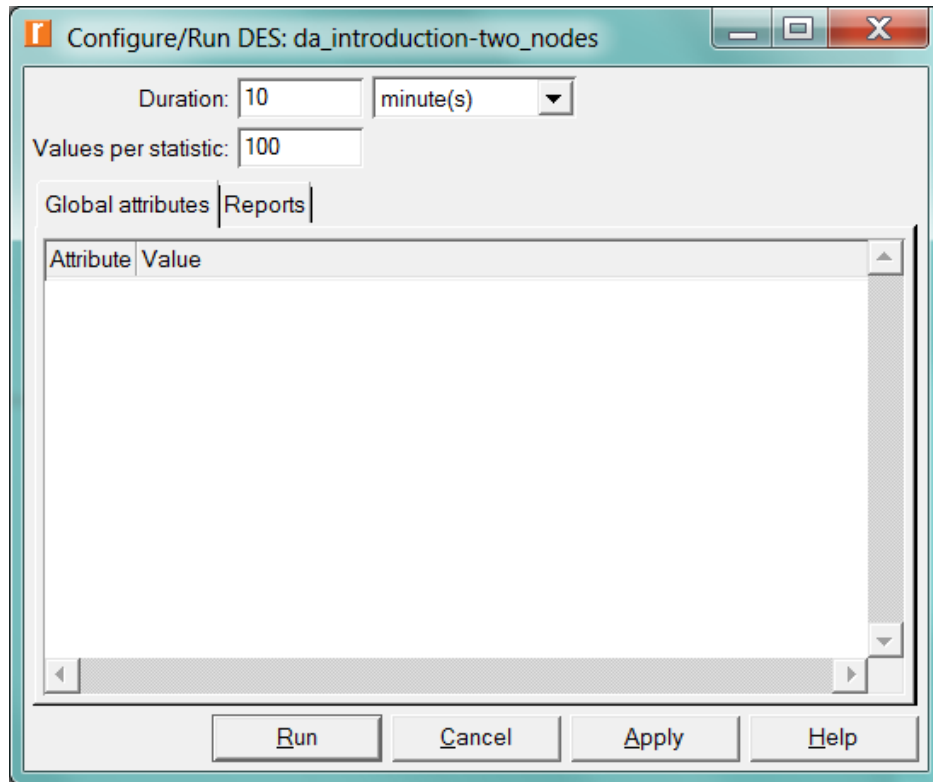 r Configure/Run DES: da_introduction-two_nodes X
Duration: 10 minute(s)
Values per statistic: 100
Global attributes Reports
Attribute Value
Run Cancel Apply Help